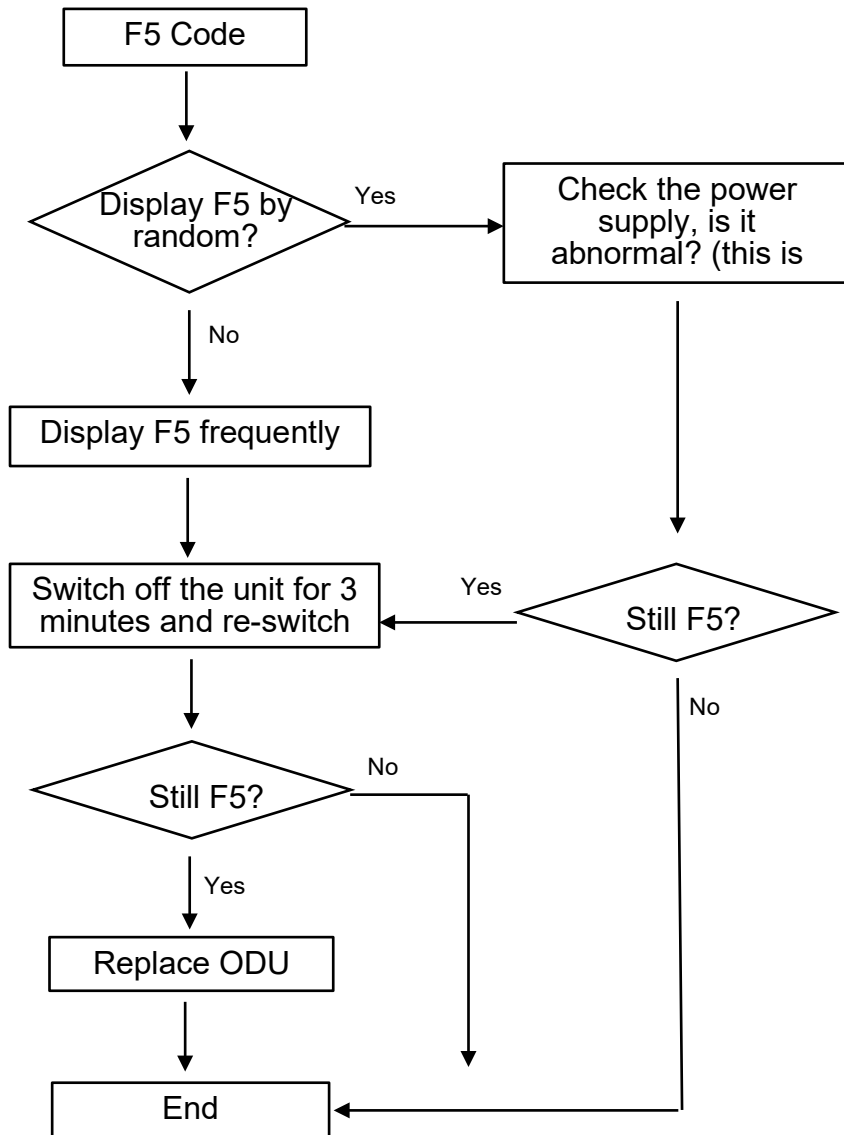 F5 Code
Display F5 by
random?
Yes
Check the power
supply, is it
abnormal? (this is
No
Display F5 frequently
Switch off the unit for 3
minutes and re-switch
Yes
Still F5?
No
Still F5?
No
Yes
Replace ODU
End